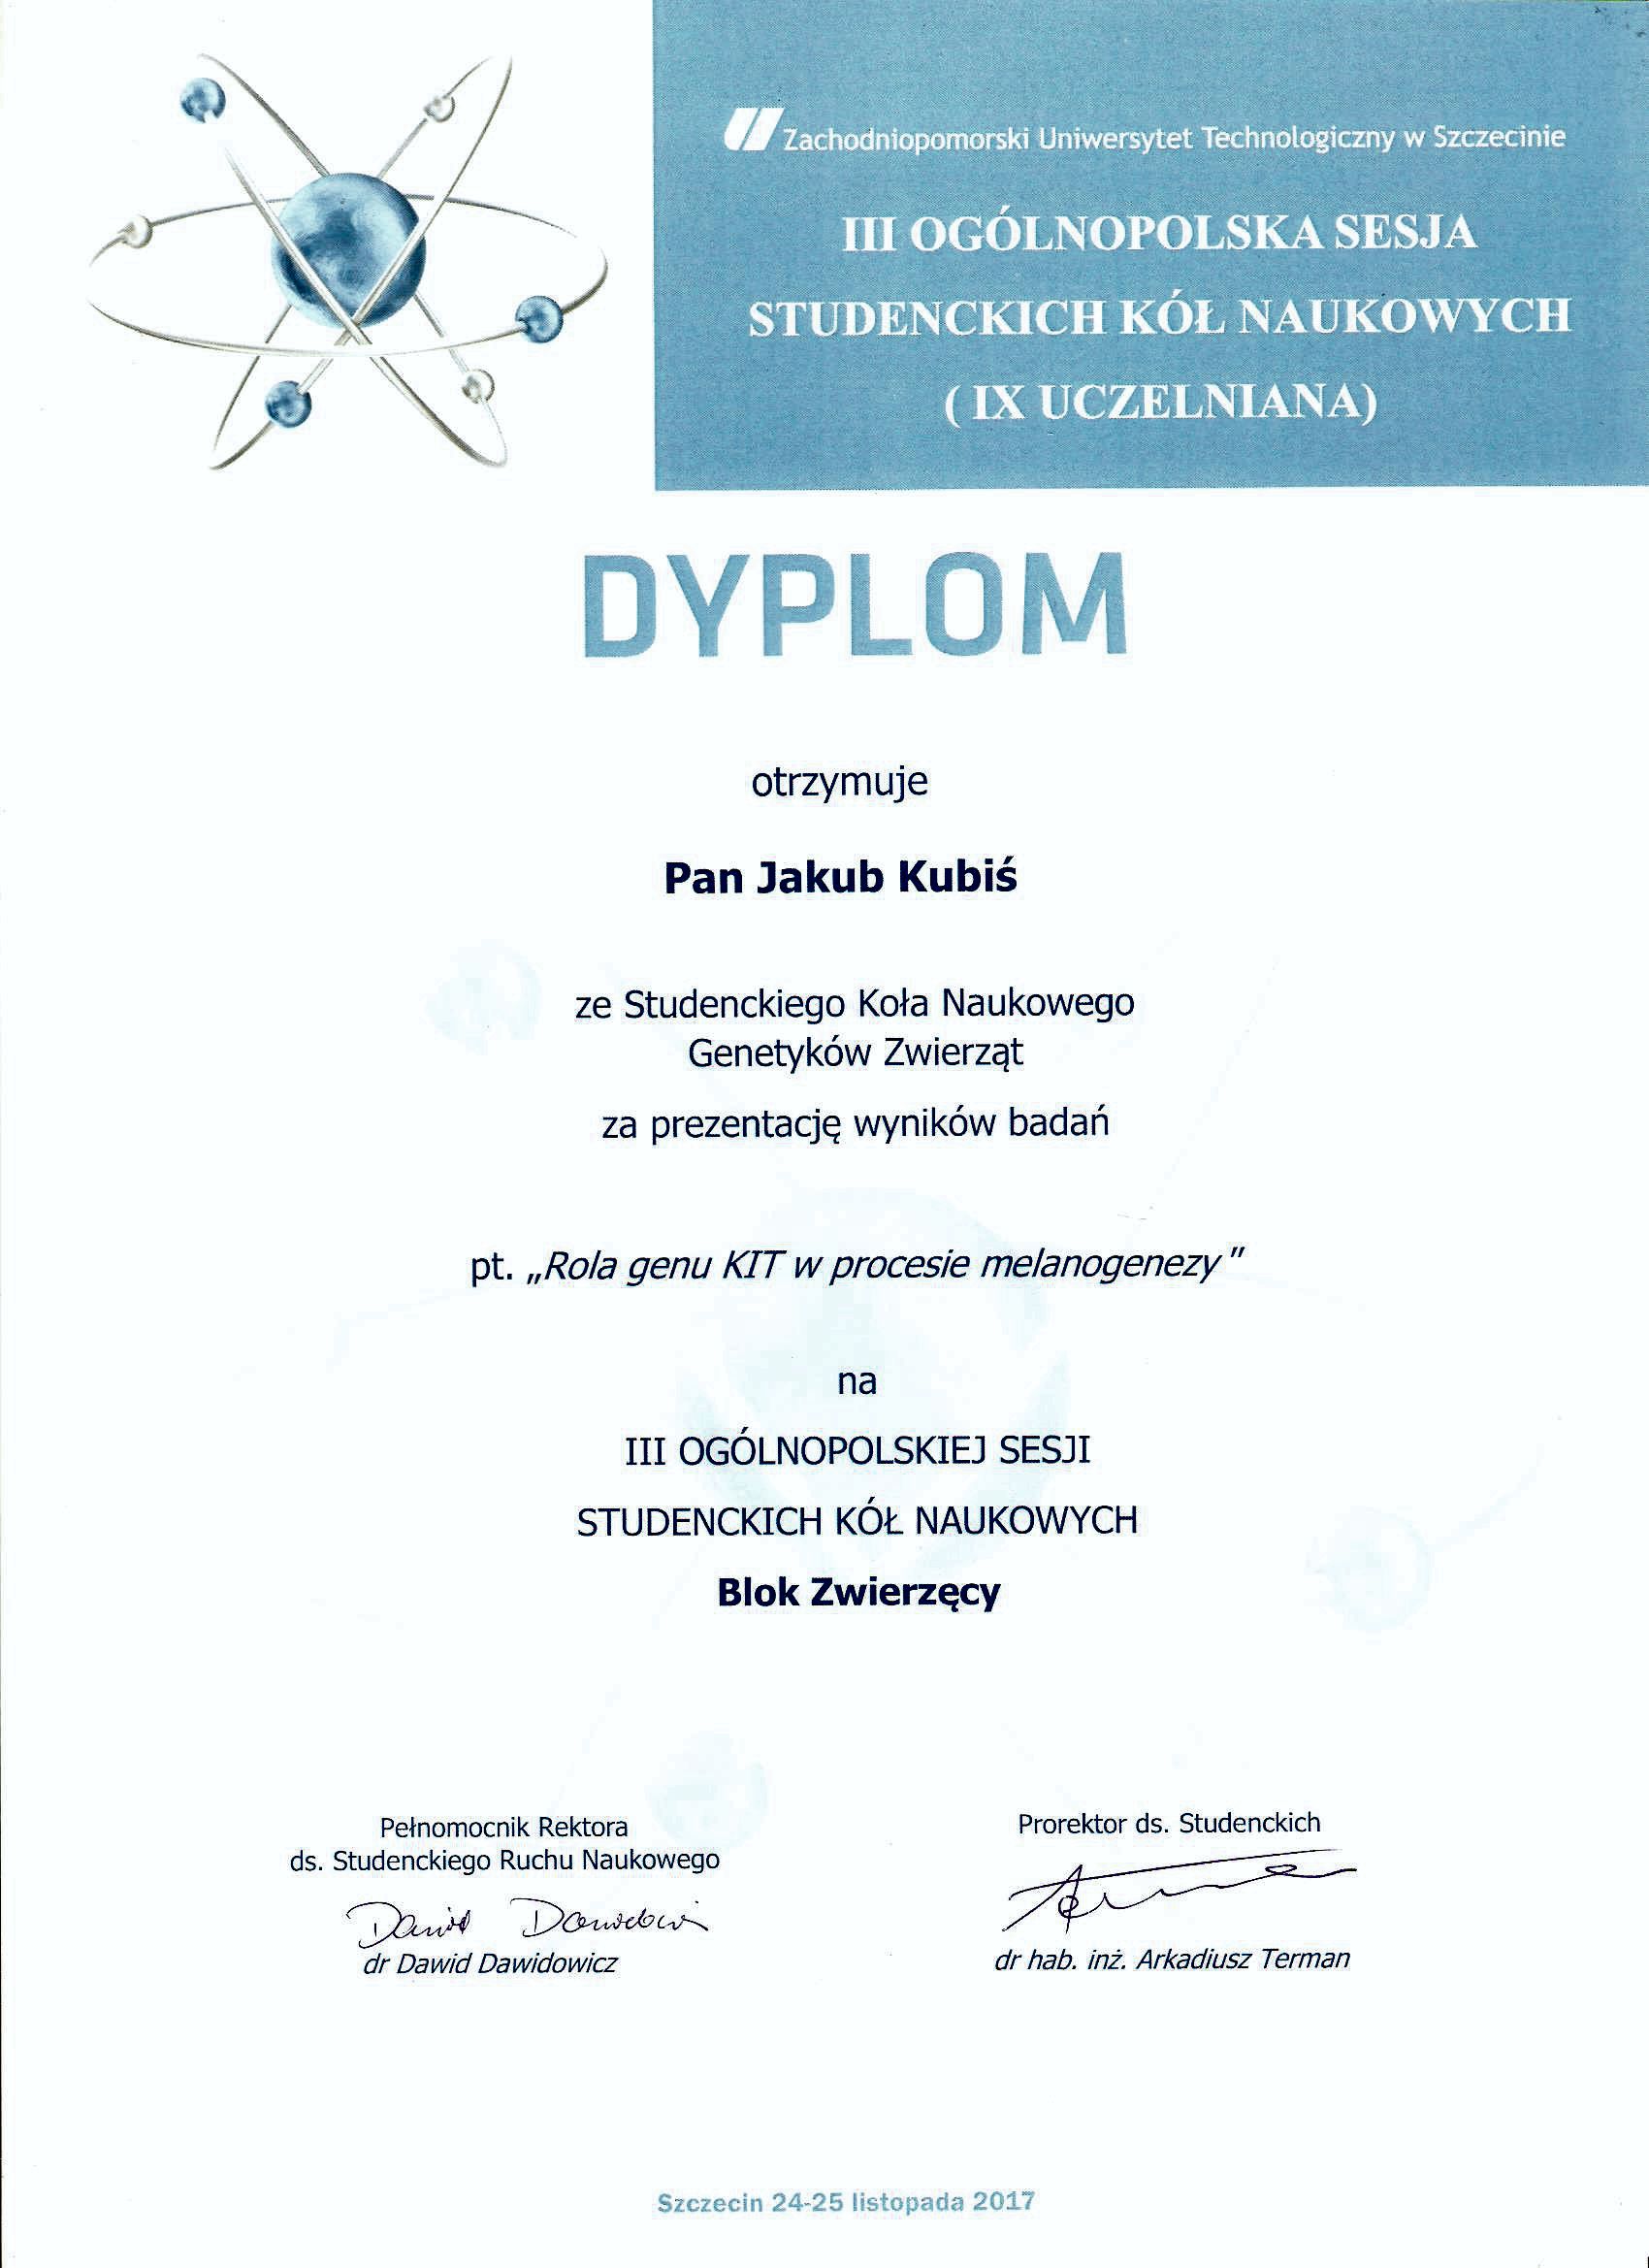 Zachodniopomorski Uniwersytet Technologiczny w Szczecinie
III OGÓLNOPOLSKA SESJA
STUDENCKICH KÓŁ NAUKOWYCH
( IX UCZELNIANA)
DYPLOM
otrzymuje
Pan Jakub Kubiś
ze Studenckiego Koła Naukowego
Genetyków Zwierząt
za prezentację wyników badań
pt. „Rola genu KIT w procesie melanogenezy"
na
III OGÓLNOPOLSKIEJ SESJI
STUDENCKICH KÓŁ NAUKOWYCH
Blok Zwierzęcy
Pełnomocnik Rektora
ds. Studenckiego Ruchu Naukowego
dr Dawid Dawidowicz
Prorektor ds. Studenckich
dr hab. inż. Arkadiusz Terman
Szczecin 24-25 listopada 2017